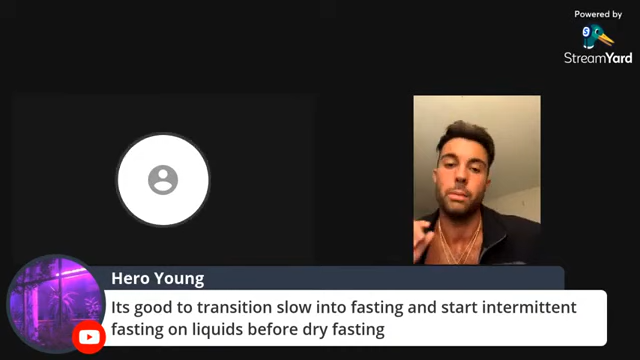 Powered by
StreamYard
Hero Young
Its good to transition slow into fasting and start intermittent
fasting on liquids before dry fasting